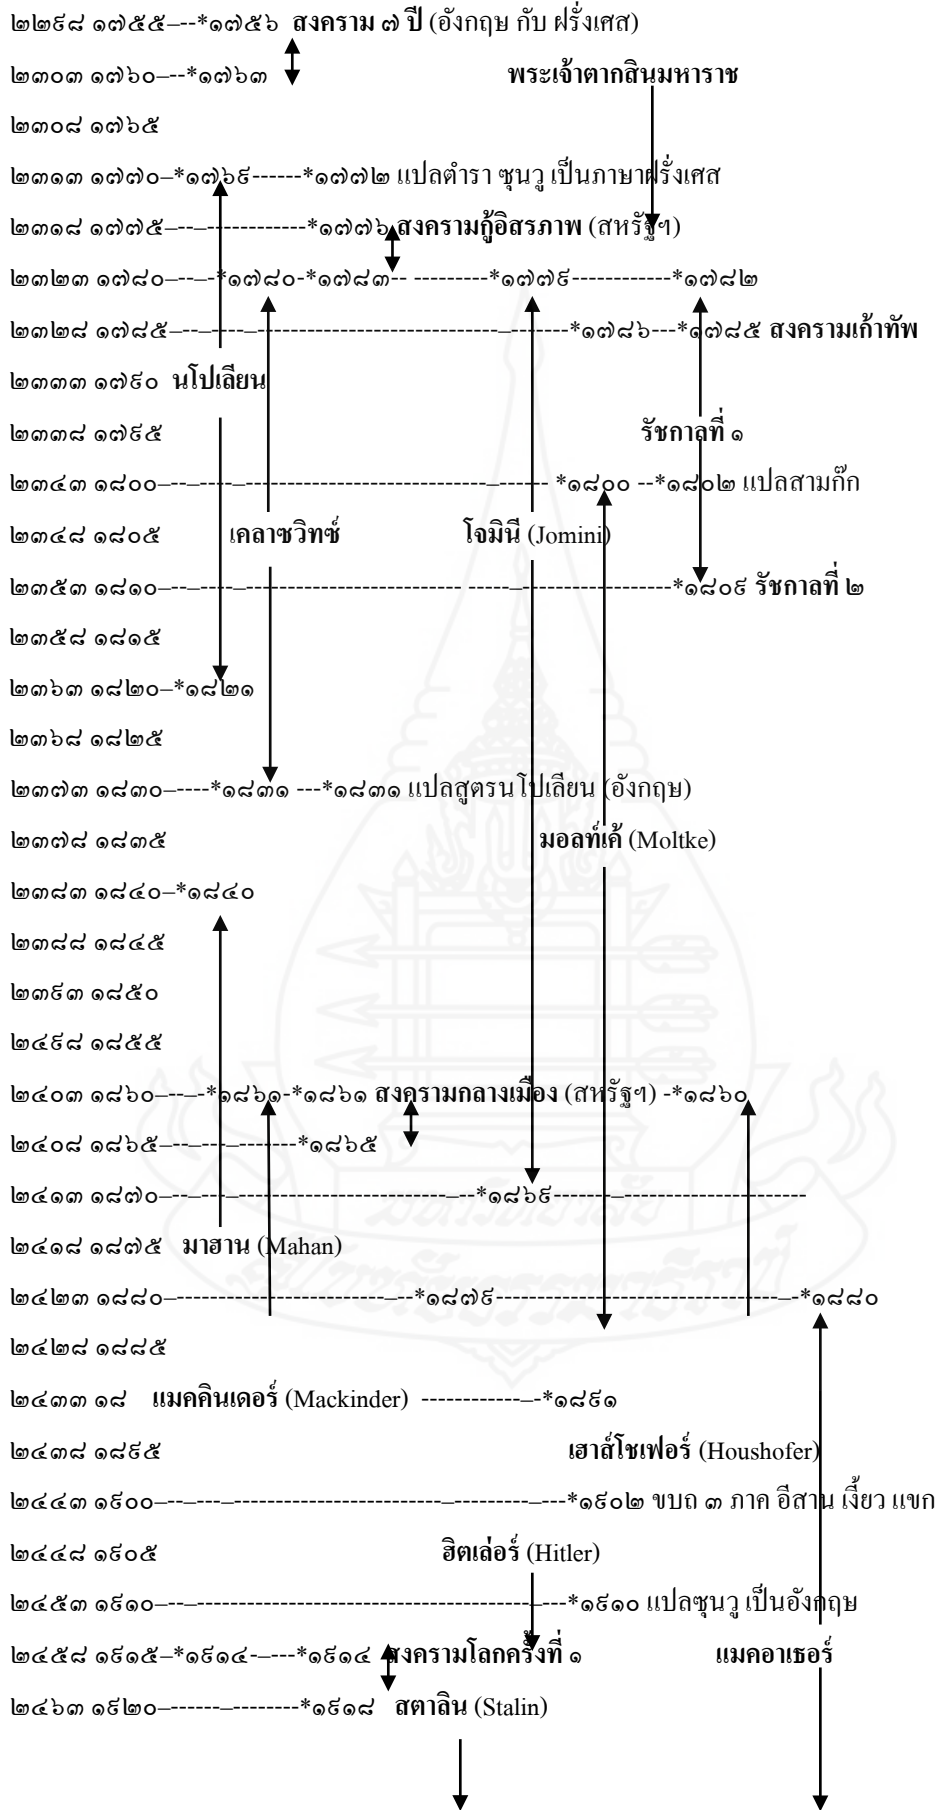 ๒๒๙๘ ๑๗๕๕–--*๑๗๕๖ สงคราม ๗ ปี (อังกฤษ กับ ฝรั่งเศส)
๒๓๐๓ ๑๗๖๐–--*๑๗๖๓ พระเจ้าตากสินมหาราช
๒๓๐๘ ๑๗๖๕
๒๓๑๓ ๑๗๗๐–*๑๗๖๙------*๑๗๗๒ แปลตำรา ซุนวู เป็นภาษาฝรั่งเศส
๒๓๑๘ ๑๗๗๕–--–------------*๑๗๗๖ สงครามกู้อิสรภาพ (สหรัฐฯ)
๒๓๒๓ ๑๗๘๐–--–-*๑๗๘๐-*๑๗๘๓-- ---------*๑๗๗๙------------*๑๗๘๒
๒๓๒๘ ๑๗๘๕–--–----–-----------------------------–-------*๑๗๘๖---*๑๗๘๕ สงครามเก้าทัพ
๒๓๓๓ ๑๗๙๐ นโปเลียน
๒๓๓๘ ๑๗๙๕ รัชกาลที่ ๑
๒๓๔๓ ๑๘๐๐–--–----–-----------------------------–------ *๑๘๐๐ --*๑๘๐๒ แปลสามก๊ก
๒๓๔๘ ๑๘๐๕ เคลาซวิทซ์ โจมินี (Jomini)
๒๓๕๓ ๑๘๑๐–--–----–---------------------------- -----–------------------*๑๘๐๙ รัชกาลที่ ๒
๒๓๕๘ ๑๘๑๕
๒๓๖๓ ๑๘๒๐–*๑๘๒๑
๒๓๖๘ ๑๘๒๕
๒๓๗๓ ๑๘๓๐–----*๑๘๓๑ ---*๑๘๓๑ แปลสูตรนโปเลียน (อังกฤษ)
๒๓๗๘ ๑๘๓๕ มอลท์เค้ (Moltke)
๒๓๘๓ ๑๘๔๐–*๑๘๔๐
๒๓๘๘ ๑๘๔๕
๒๓๙๓ ๑๘๕๐
๒๔๙๘ ๑๘๕๕
๒๔๐๓ ๑๘๖๐–--–-*๑๘๖๑-*๑๘๖๑ สงครามกลางเมือง (สหรัฐฯ) -*๑๘๖๐
๒๔๐๘ ๑๘๖๕–--–---–-------*๑๘๖๕
๒๔๑๓ ๑๘๗๐–--–---–-------------------------–--*๑๘๖๙-------–----------------------
๒๔๑๘ ๑๘๗๕ มาฮาน (Mahan)
๒๔๒๓ ๑๘๘๐–-------------------------–--*๑๘๗๙----------------------------------–-*๑๘๘๐
๒๔๒๘ ๑๘๘๕
๒๔๓๓ ๑๘ แมคคินเดอร์ (Mackinder) ------------–-*๑๘๙๑
๒๔๓๘ ๑๘๙๕ เฮาส์โชเฟอร์ (Houshofer)
๒๔๔๓ ๑๙๐๐–--–---–-------------------------–---------–---*๑๙๐๒ ขบถ ๓ ภาค อีสาน เงี้ยว แขก
๒๔๔๘ ๑๙๐๕ ฮิตเล่อร์ (Hitler)
๒๔๕๓ ๑๙๑๐–--–----------------------------------------–---*๑๙๑๐ แปลซุนวู เป็นอังกฤษ
๒๔๕๘ ๑๙๑๕–*๑๙๑๔-–---*๑๙๑๔ สงครามโลกครั้งที่ ๑ แมคอาเธอร์
๒๔๖๓ ๑๙๒๐–------–--------*๑๙๑๘ สตาลิน (Stalin)
มหาวิทยาลัย
สุโขทัยธรรมาธิราช